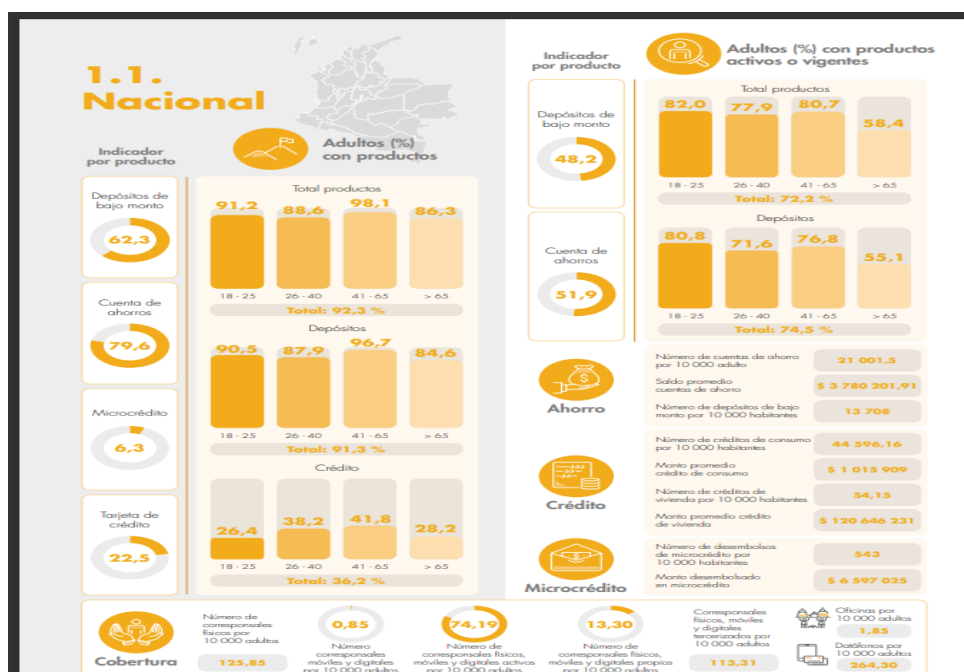 1.1.
Nacional
Indicador
por producto
Adultos (%)
con productos
Depósitos de
bajo monto
62,3
Cuenta de
ahorros
79,6
Microcrédito
6,3
Tarjeta de
crédito
22,5
Total productos
91,2 88,6 98,1 86,3
18 - 25 26 - 40 41 - 65 > 65
Total: 92,3 %
Depósitos
90,5 87,9 96,7 84,6
18 - 25 26 - 40 41 - 65 > 65
Total: 91,3 %
Crédito
26,4 38,2 41,8 28,2
18 - 25 26 - 40 41 - 65 > 65
Total: 36,2 %
Indicador
por producto
Adultos (%) con productos
activos o vigentes
Depósitos de
bajo monto
48,2
Cuenta de
ahorros
51,9
Total productos
82,0 77,9 80,7 58,4
18 - 25 26 - 40 41 - 65 > 65
Total: 72,2 %
Depósitos
80,8 71,6 76,8 55,1
18 - 25 26 - 40 41 - 65 > 65
Total: 74,5 %
Ahorro
Número de cuentas de ahorro
por 10 000 adulto
21 001,5
Saldo promedio
cuentas de ahorro
$ 3 780 201,91
Número de depósitos de bajo
monto por 10 000 habitantes
13 708
Crédito
Número de créditos de consumo
por 10 000 habitantes
44 596,16
Monto promedio
crédito de consumo
$ 1 015 909
Número de créditos de
vivienda por 10 000 habitantes
54,15
Monto promedio crédito
de vivienda
$ 120 646 231
Microcrédito
Número de desembolsos
de microcrédito por
10 000 habitantes
543
Monto desembolsado
en microcrédito
$ 6 597 025
Cobertura
Número de
corresponsales
físicos por
10 000 adultos
125,85
0,85
Número
corresponsales
móviles y digitales
por 10 000 adultos
74,19
Número de
corresponsales físicos,
móviles y digitales activos
por 10 000 adultos
13,30
Número de
corresponsales físicos,
móviles y digitales propios
por 10 000 adultos
Corresponsales
físicos, móviles
y digitales
tercerizados por
10 000 adultos
113,31
Oficinas por
10 000 adultos
1,85
Datáfonos por
10 000 adultos
264,30